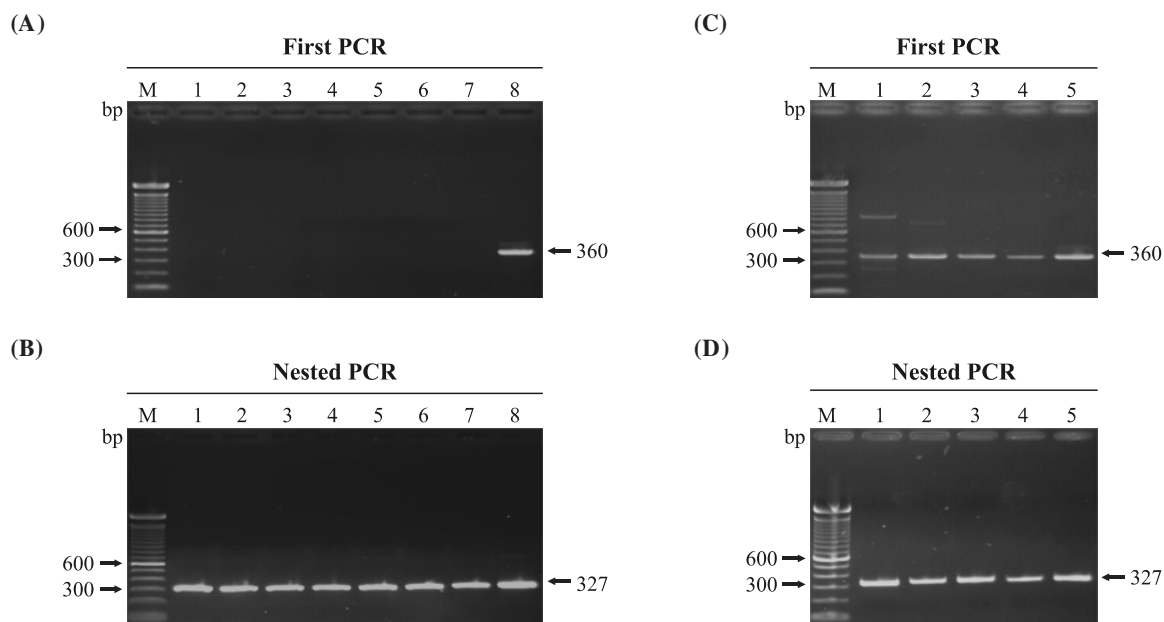 (A)
First PCR
M 1 2 3 4 5 6 7 8
bp
600
300
360
(B)
Nested PCR
M 1 2 3 4 5 6 7 8
bp
600
300
327
(C)
First PCR
M 1 2 3 4 5
bp
600
300
360
(D)
Nested PCR
M 1 2 3 4 5
bp
600
300
327